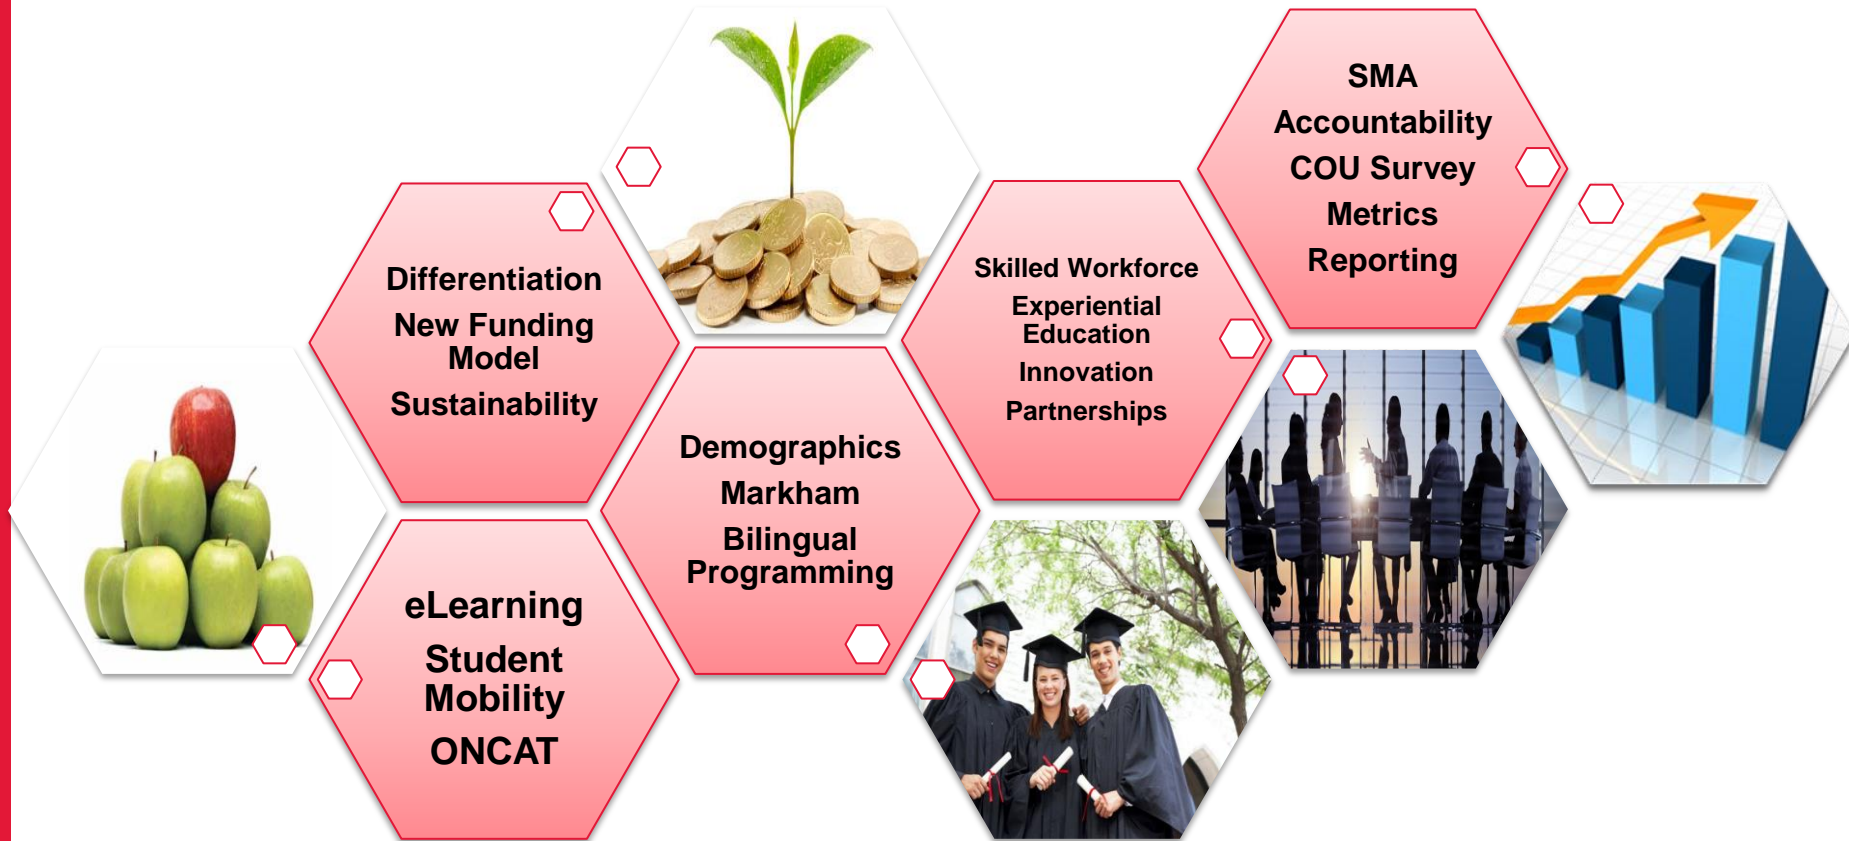 Differentiation
New Funding
Model
Sustainability
eLearning
Student
Mobility
ONCAT
Demographics
Markham
Bilingual
Programming
Skilled Workforce
Experiential
Education
Innovation
Partnerships
SMA
Accountability
COU Survey
Metrics
Reporting